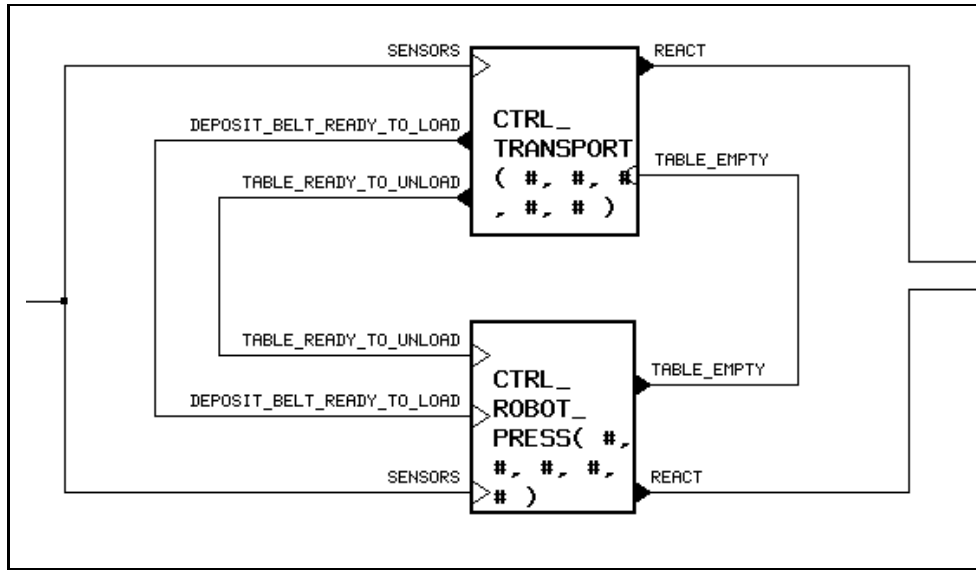 SENSORS
REACT
DEPOSIT_BELT_READY_TO_LOAD
CTRL_
TRANSPORT
( #, #, #
, #, # )
TABLE_EMPTY
TABLE_READY_TO_UNLOAD
TABLE_READY_TO_UNLOAD
TABLE_EMPTY
CTRL_
ROBOT_
PRESS( #,
#, #, #,
# )
DEPOSIT_BELT_READY_TO_LOAD
SENSORS
REACT